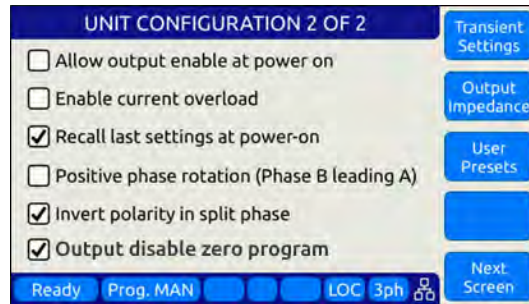 UNIT CONFIGURATION 2 OF 2
Allow output enable at power on
Enable current overload
Recall last settings at power-on
Positive phase rotation (Phase B leading A)
Invert polarity in split phase
Output disable zero program
Transient
Settings
Output
Impedance
User
Presets
Next
Screen
Ready Prog. MAN LOC 3ph